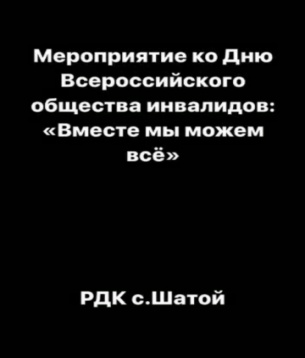 Мероприятие ко Дню
Всероссийского
общества инвалидов:
«Вместе мы можем
всё»
РДК с.Шатой